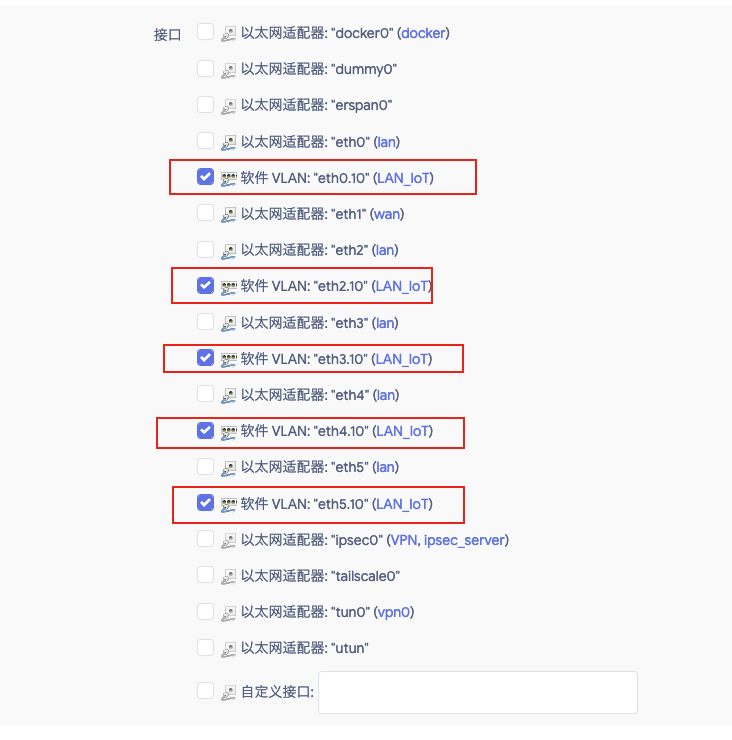 接口
以太网适配器: "docker0" (docker)
以太网适配器: "dummy0"
以太网适配器: "erspan0"
以太网适配器: "eth0" (lan)
软件 VLAN: "eth0.10" (LAN_IoT)
以太网适配器: "eth1" (wan)
以太网适配器: "eth2" (lan)
软件 VLAN: "eth2.10" (LAN_IoT)
以太网适配器: "eth3" (lan)
软件 VLAN: "eth3.10" (LAN_IoT)
以太网适配器: "eth4" (lan)
软件 VLAN: "eth4.10" (LAN_IoT)
以太网适配器: "eth5" (lan)
软件 VLAN: "eth5.10" (LAN_IoT)
以太网适配器: "ipsec0" (VPN, ipsec_server)
以太网适配器: "tailscale0"
以太网适配器: "tun0" (vpn0)
以太网适配器: "utun"
自定义接口: